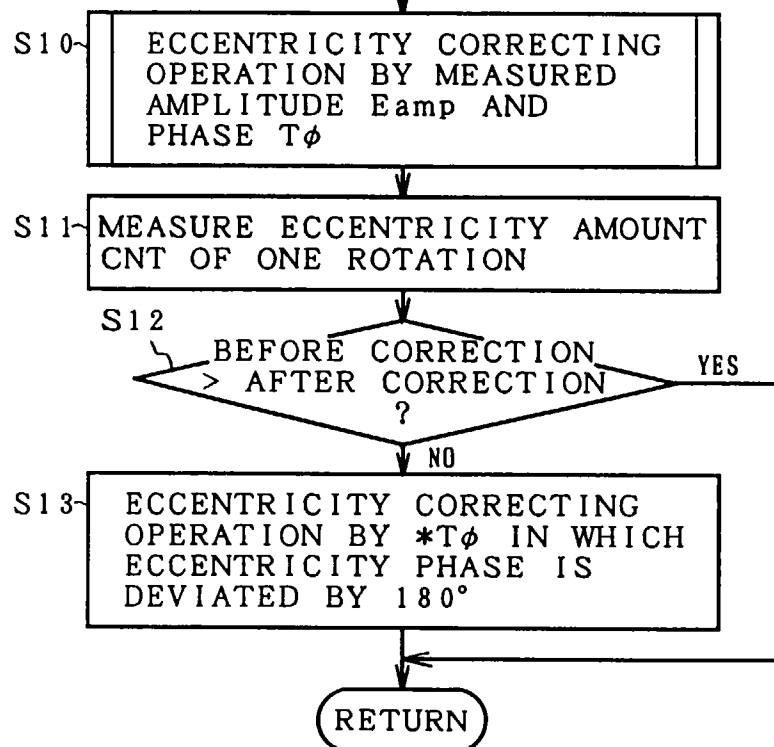 S10
ECCENTRICITY CORRECTING
OPERATION BY MEASURED
AMPLITUDE Eamp AND
PHASE Tφ
S11
MEASURE ECCENTRICITY AMOUNT
CNT OF ONE ROTATION
S12
BEFORE CORRECTION
> AFTER CORRECTION
?
YES
NO
S13
ECCENTRICITY CORRECTING
OPERATION BY *Tφ IN WHICH
ECCENTRICITY PHASE IS
DEVIATED BY 180°
RETURN